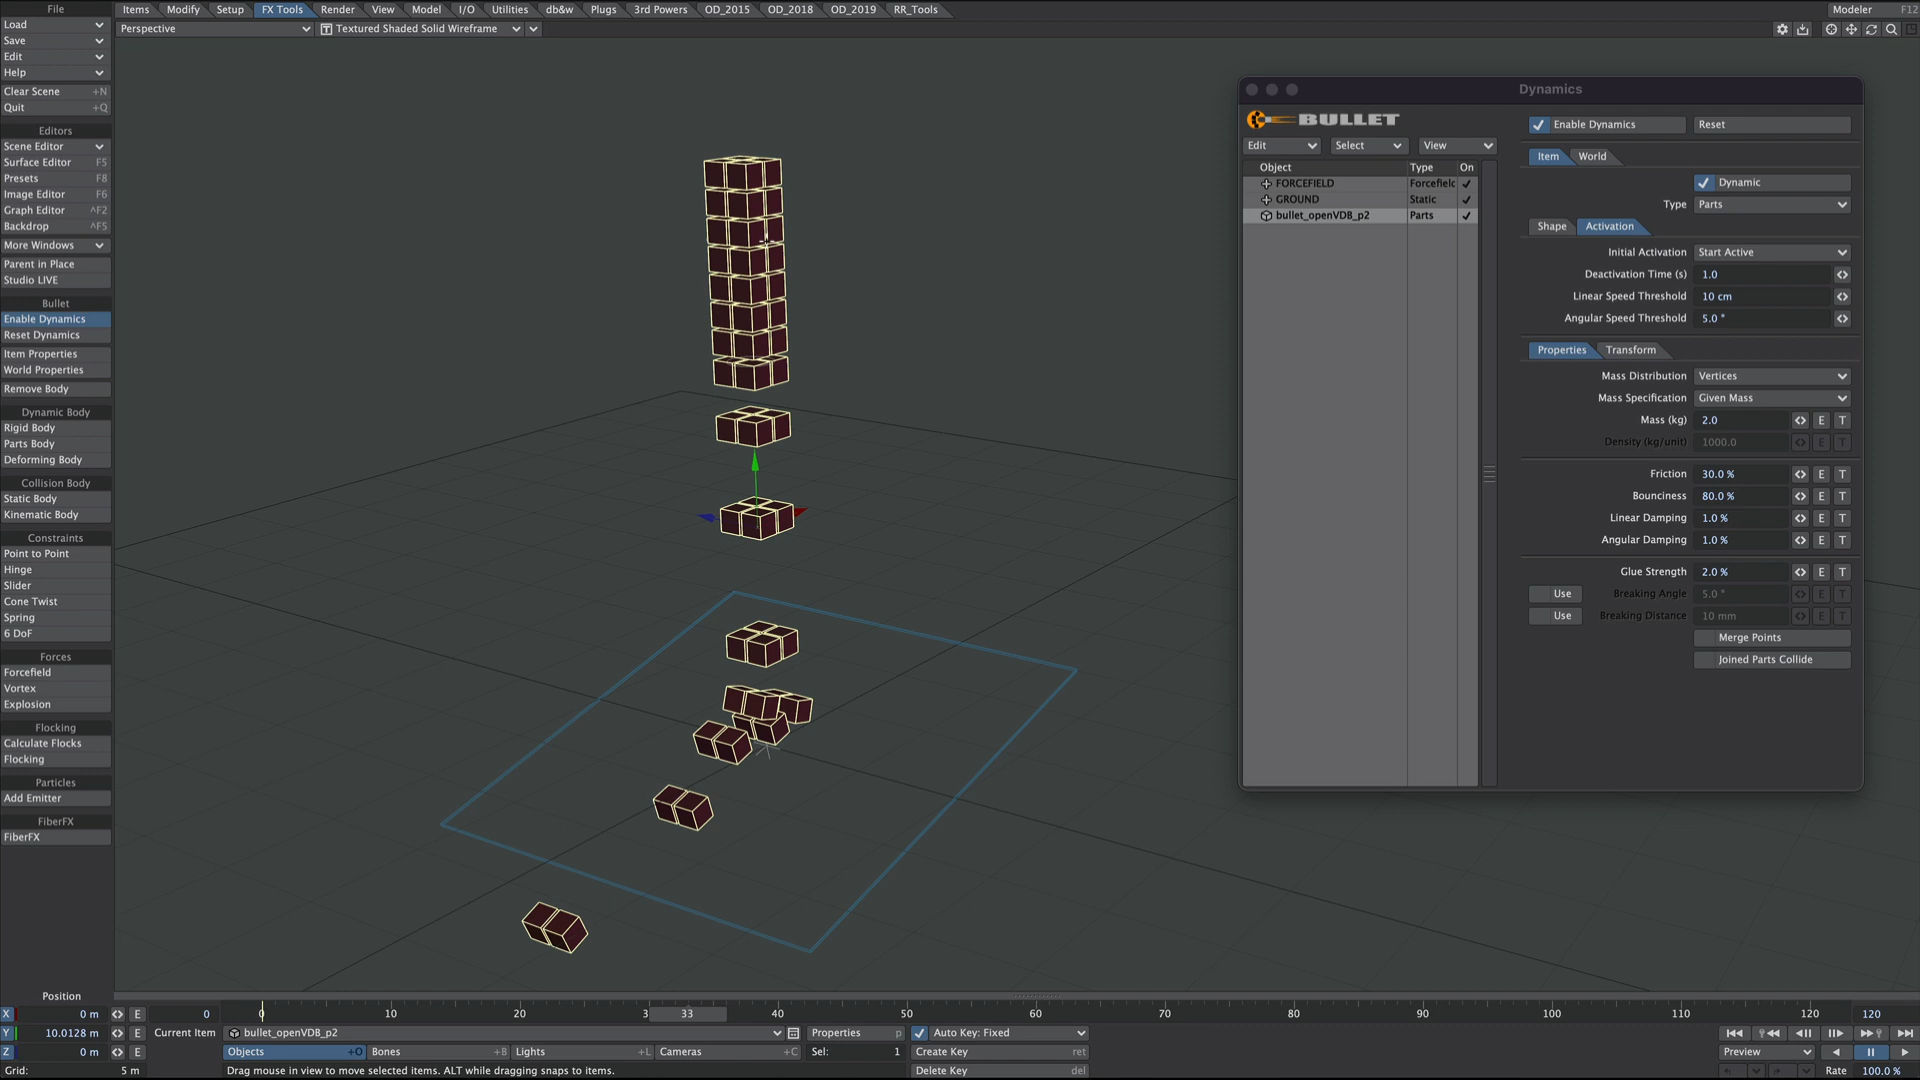 File Items Modify Setup FX Tools Render View Model I/O Utilities db&w Plugs 3rd Powers OD_2015 OD_2018 OD_2019 RR_Tools Modeler F12
Load Perspective Textured Shaded Solid Wireframe
Save
Edit
Help
Clear Scene +N
Quit +Q
Editors
Scene Editor
Surface Editor F5
Presets F8
Image Editor F6
Graph Editor ^F2
Backdrop ^F5
More Windows
Parent in Place
Studio LIVE
Bullet
Enable Dynamics
Reset Dynamics
Item Properties
World Properties
Remove Body
Dynamic Body
Rigid Body
Parts Body
Deforming Body
Collision Body
Static Body
Kinematic Body
Constraints
Point to Point
Hinge
Slider
Cone Twist
Spring
6 DoF
Forces
Forcefield
Vortex
Explosion
Flocking
Calculate Flocks
Flocking
Particles
Add Emitter
FiberFX
FiberFX
Dynamics
BULLET
Edit Select View
Object Type On
FORCEFIELD Forcefielc
GROUND Static
bullet_openVDB_p2 Parts
Enable Dynamics Reset
Item World
Dynamic
Type Parts
Shape Activation
Initial Activation Start Active
Deactivation Time (s) 1.0
Linear Speed Threshold 10 cm
Angular Speed Threshold 5.0 °
Properties Transform
Mass Distribution Vertices
Mass Specification Given Mass
Mass (kg) 2.0 E T
Density (kg/unit) 1000.0 E T
Friction 30.0 % E T
Bounciness 80.0 % E T
Linear Damping 1.0 % E T
Angular Damping 1.0 % E T
Glue Strength 2.0 % E T
Use Breaking Angle 5.0 ° E T
Use Breaking Distance 10 mm E T
Merge Points
Joined Parts Collide
Position
X 0 m E 0 0 10 20 3 33 40 50 60 70 80 90 100 110 120 120
Y 10.0128 m E Current Item bullet_openVDB_p2 Properties p Auto Key: Fixed
Z 0 m E Objects +O Bones +B Lights +L Cameras +C Sel: 1 Create Key ret Preview
Grid: 5 m Drag mouse in view to move selected items. ALT while dragging snaps to items. Delete Key del Rate 100.0 %